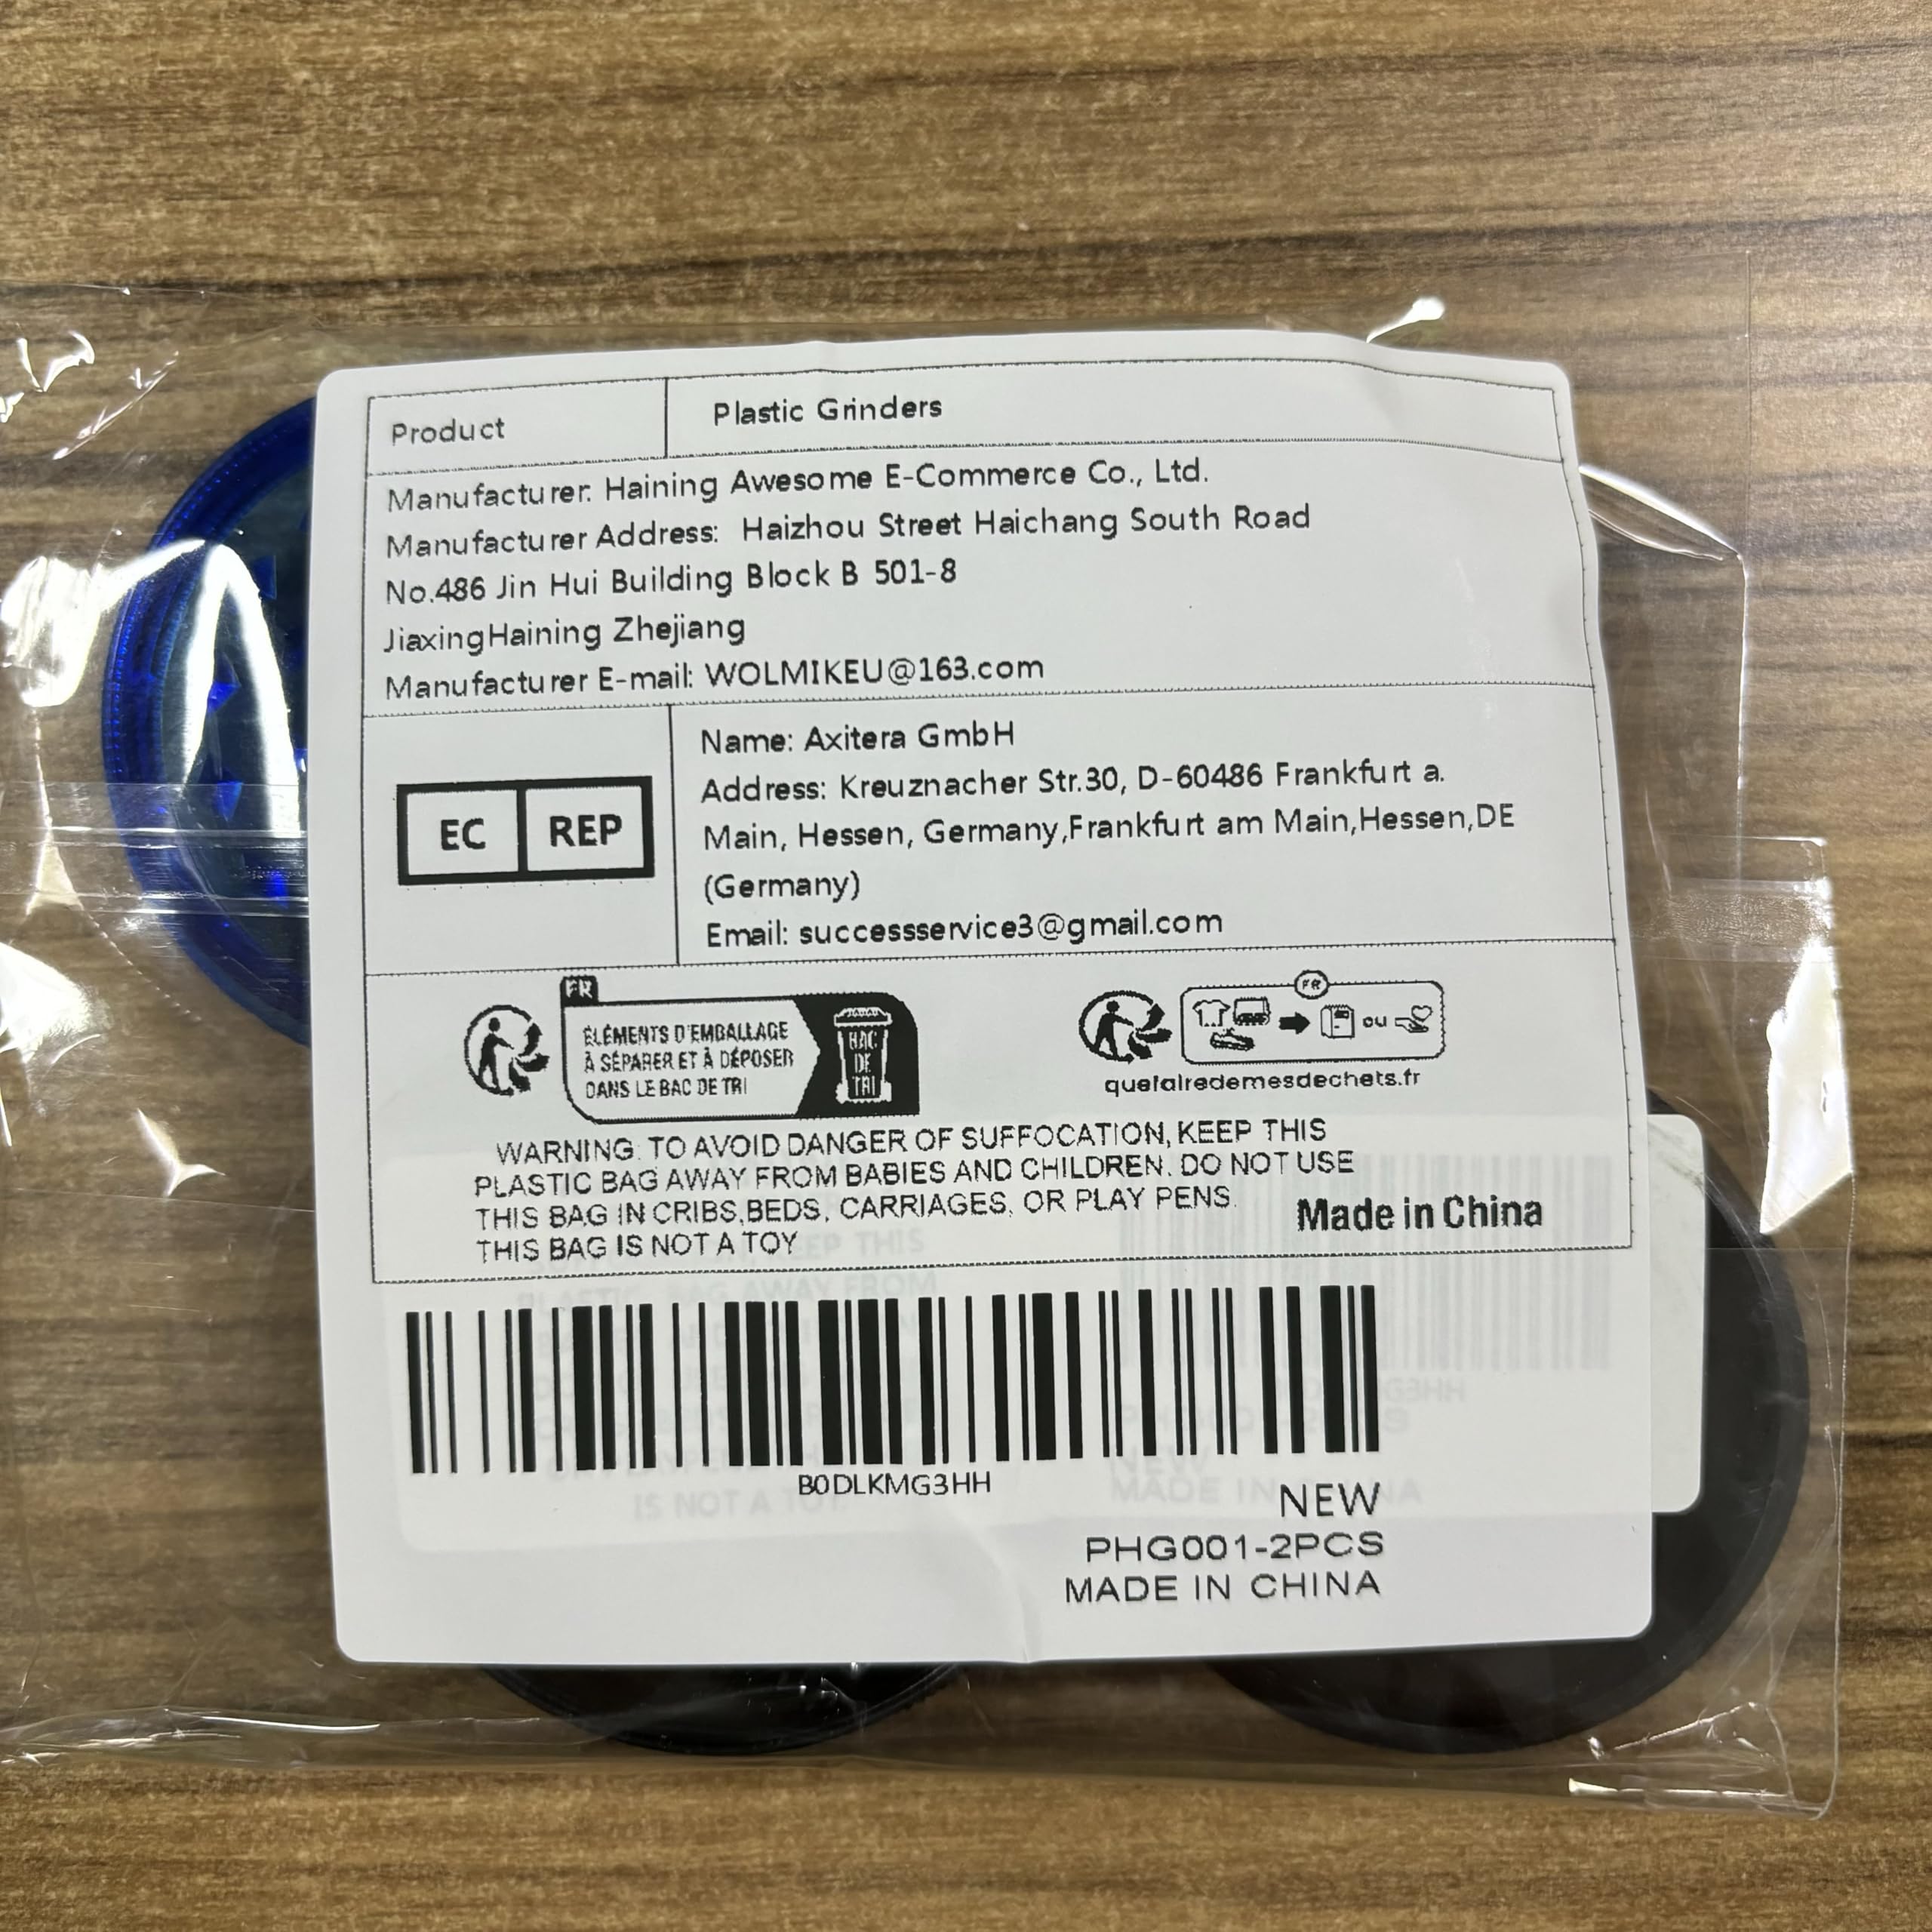 Product Plastic Grinders
Manufacturer: Haining Awesome E-Commerce Co., Ltd.
Manufacturer Address: Haizhou Street Haichang South Road
No.486 Jin Hui Building Block B 501-8
JiaxingHaining Zhejiang
Manufacturer E-mail: WOLMIKEU@163.com
EC REP
Name: Axitera GmbH
Address: Kreuznacher Str.30, D-60486 Frankfurt a.
Main, Hessen, Germany,Frankfurt am Main,Hessen,DE
(Germany)
Email: successservice3@gmail.com
FR
ÉLÉMENTS D'EMBALLAGE
À SÉPARER ET À DÉPOSER
DANS LE BAC DE TRI
BAC
DE
TRI
FR
ou
quefairedemesdechets.fr
WARNING: TO AVOID DANGER OF SUFFOCATION, KEEP THIS
PLASTIC BAG AWAY FROM BABIES AND CHILDREN. DO NOT USE
THIS BAG IN CRIBS,BEDS, CARRIAGES, OR PLAY PENS.
THIS BAG IS NOT A TOY
Made in China
B0DLKMG3HH
NEW
PHG001-2PCS
MADE IN CHINA